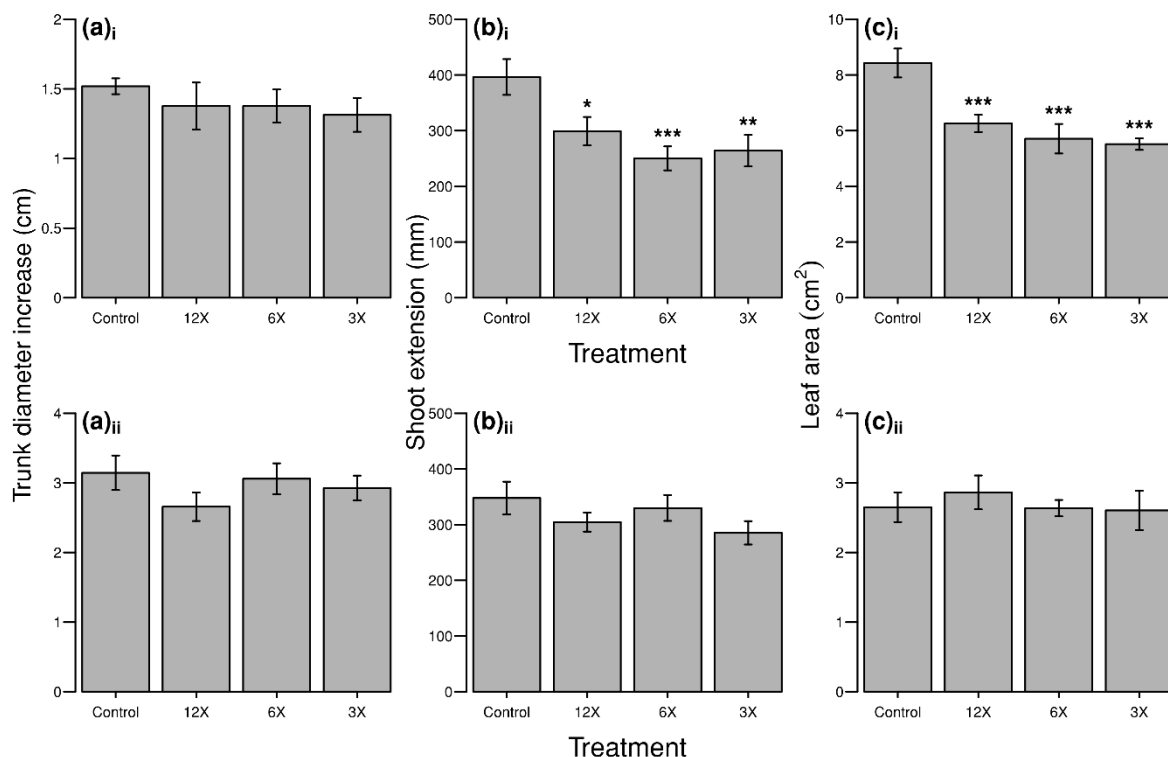 (a)i
Trunk diameter increase (cm)
2
1.5
1
0.5
0
Control 12X 6X 3X
(b)i
Shoot extension (mm)
500
400
300
200
100
0
* *** **
Control 12X 6X 3X
Treatment
(c)i
Leaf area (cm²)
10
8
6
4
2
0
*** *** ***
Control 12X 6X 3X
(a)ii
4
3
2
1
0
Control 12X 6X 3X
(b)ii
500
400
300
200
100
0
Control 12X 6X 3X
Treatment
(c)ii
4
3
2
1
0
Control 12X 6X 3X